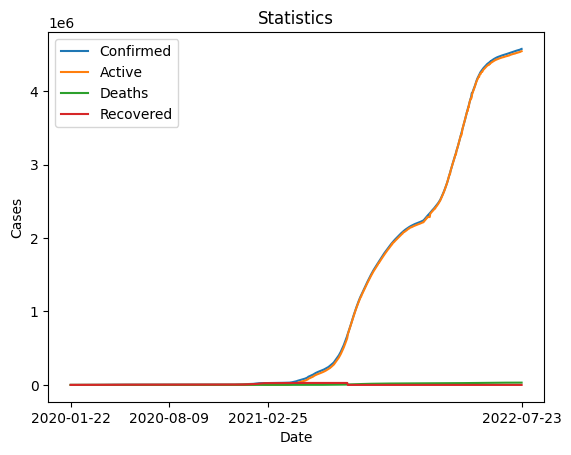 Statistics
1e6
Confirmed
Active
Deaths
Recovered
4
3
2
1
0
Cases
2020-01-22 2020-08-09 2021-02-25 2022-07-23
Date